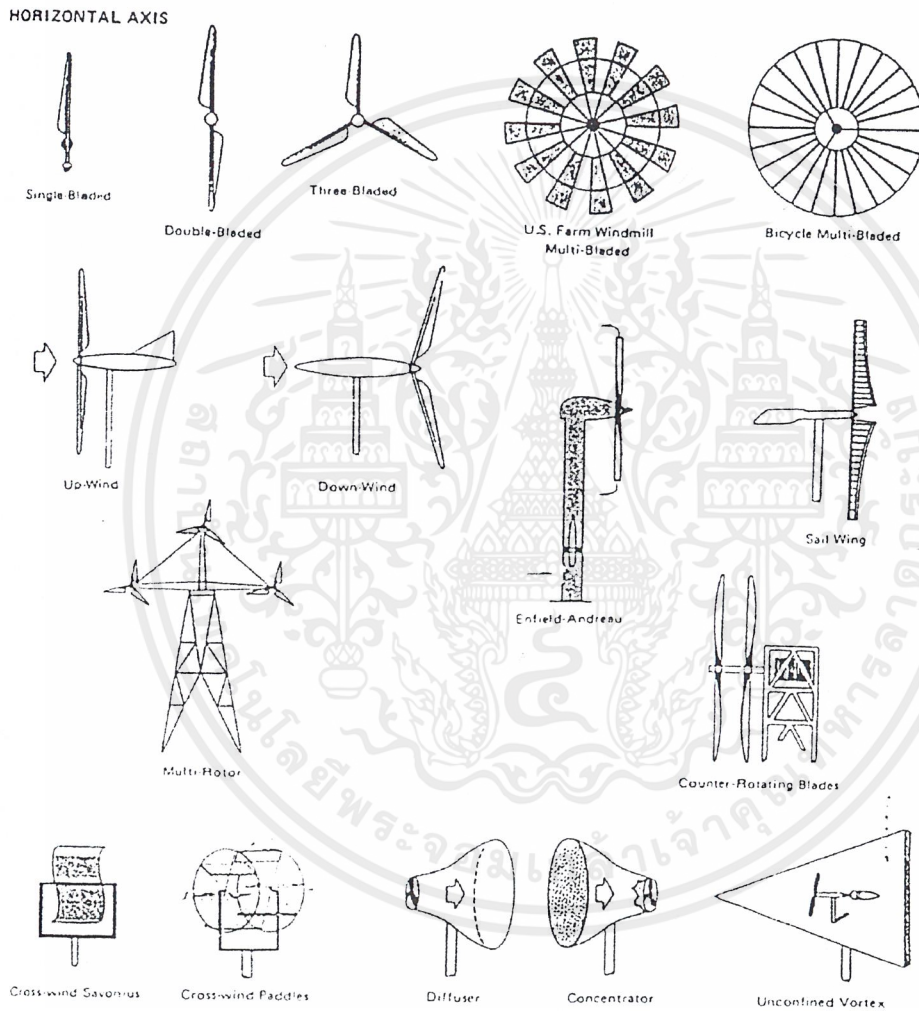 HORIZONTAL AXIS
Single-Bladed
Double-Bladed
Three Bladed
U.S. Farm Windmill
Multi-Bladed
Bicycle Multi-Bladed
Up-Wind
Down-Wind
Enfield-Andreau
Sail Wing
Multi-Rotor
Counter-Rotating Blades
Cross-wind Savonius
Cross-wind Paddles
Diffuser
Concentrator
Unconfined Vortex